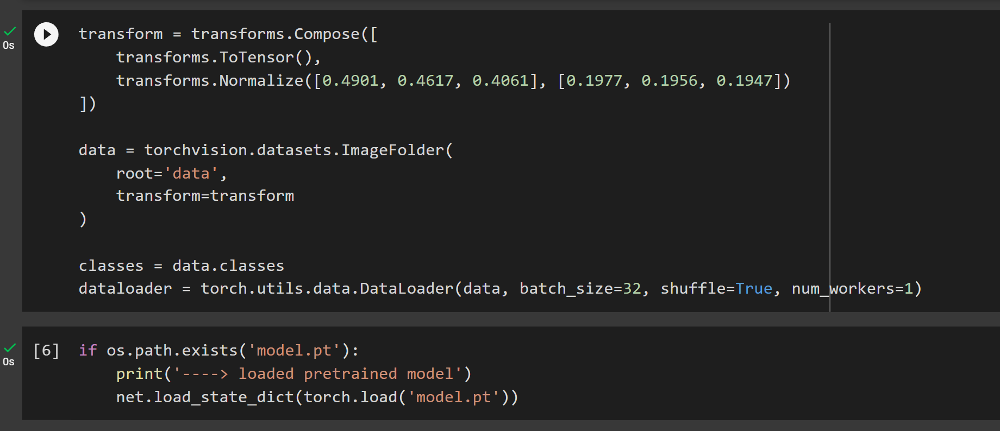 0s
transform = transforms.Compose([
    transforms.ToTensor(),
    transforms.Normalize([0.4901, 0.4617, 0.4061], [0.1977, 0.1956, 0.1947])
])
data = torchvision.datasets.ImageFolder(
    root='data',
    transform=transform
)
classes = data.classes
dataloader = torch.utils.data.DataLoader(data, batch_size=32, shuffle=True, num_workers=1)
0s
[6] if os.path.exists('model.pt'):
    print('----> loaded pretrained model')
    net.load_state_dict(torch.load('model.pt'))